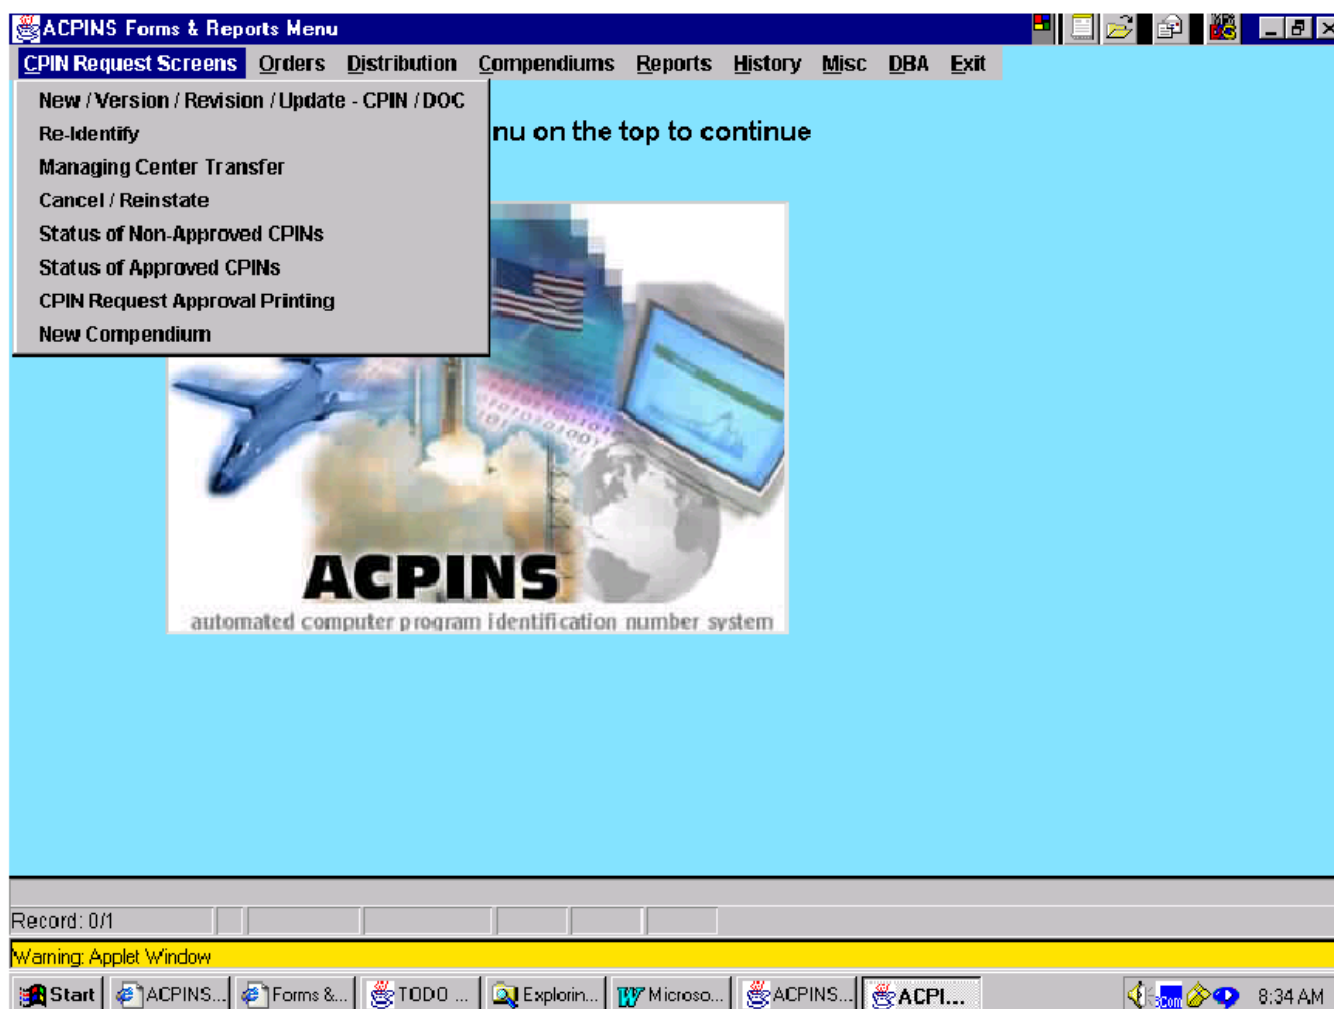 ACPINS Forms & Reports Menu
CPIN Request Screens Orders Distribution Compendiums Reports History Misc DBA Exit
New / Version / Revision / Update - CPIN / DOC
Re-Identify
nu on the top to continue
Managing Center Transfer
Cancel / Reinstate
Status of Non-Approved CPINs
Status of Approved CPINs
CPIN Request Approval Printing
New Compendium
ACPINS
automated computer program identification number system
Record: 0/1
Warning: Applet Window
Start ACPINS... Forms &... TODO ... Explorin... Microso... ACPINS... ACPI... 3Com 8:34 AM